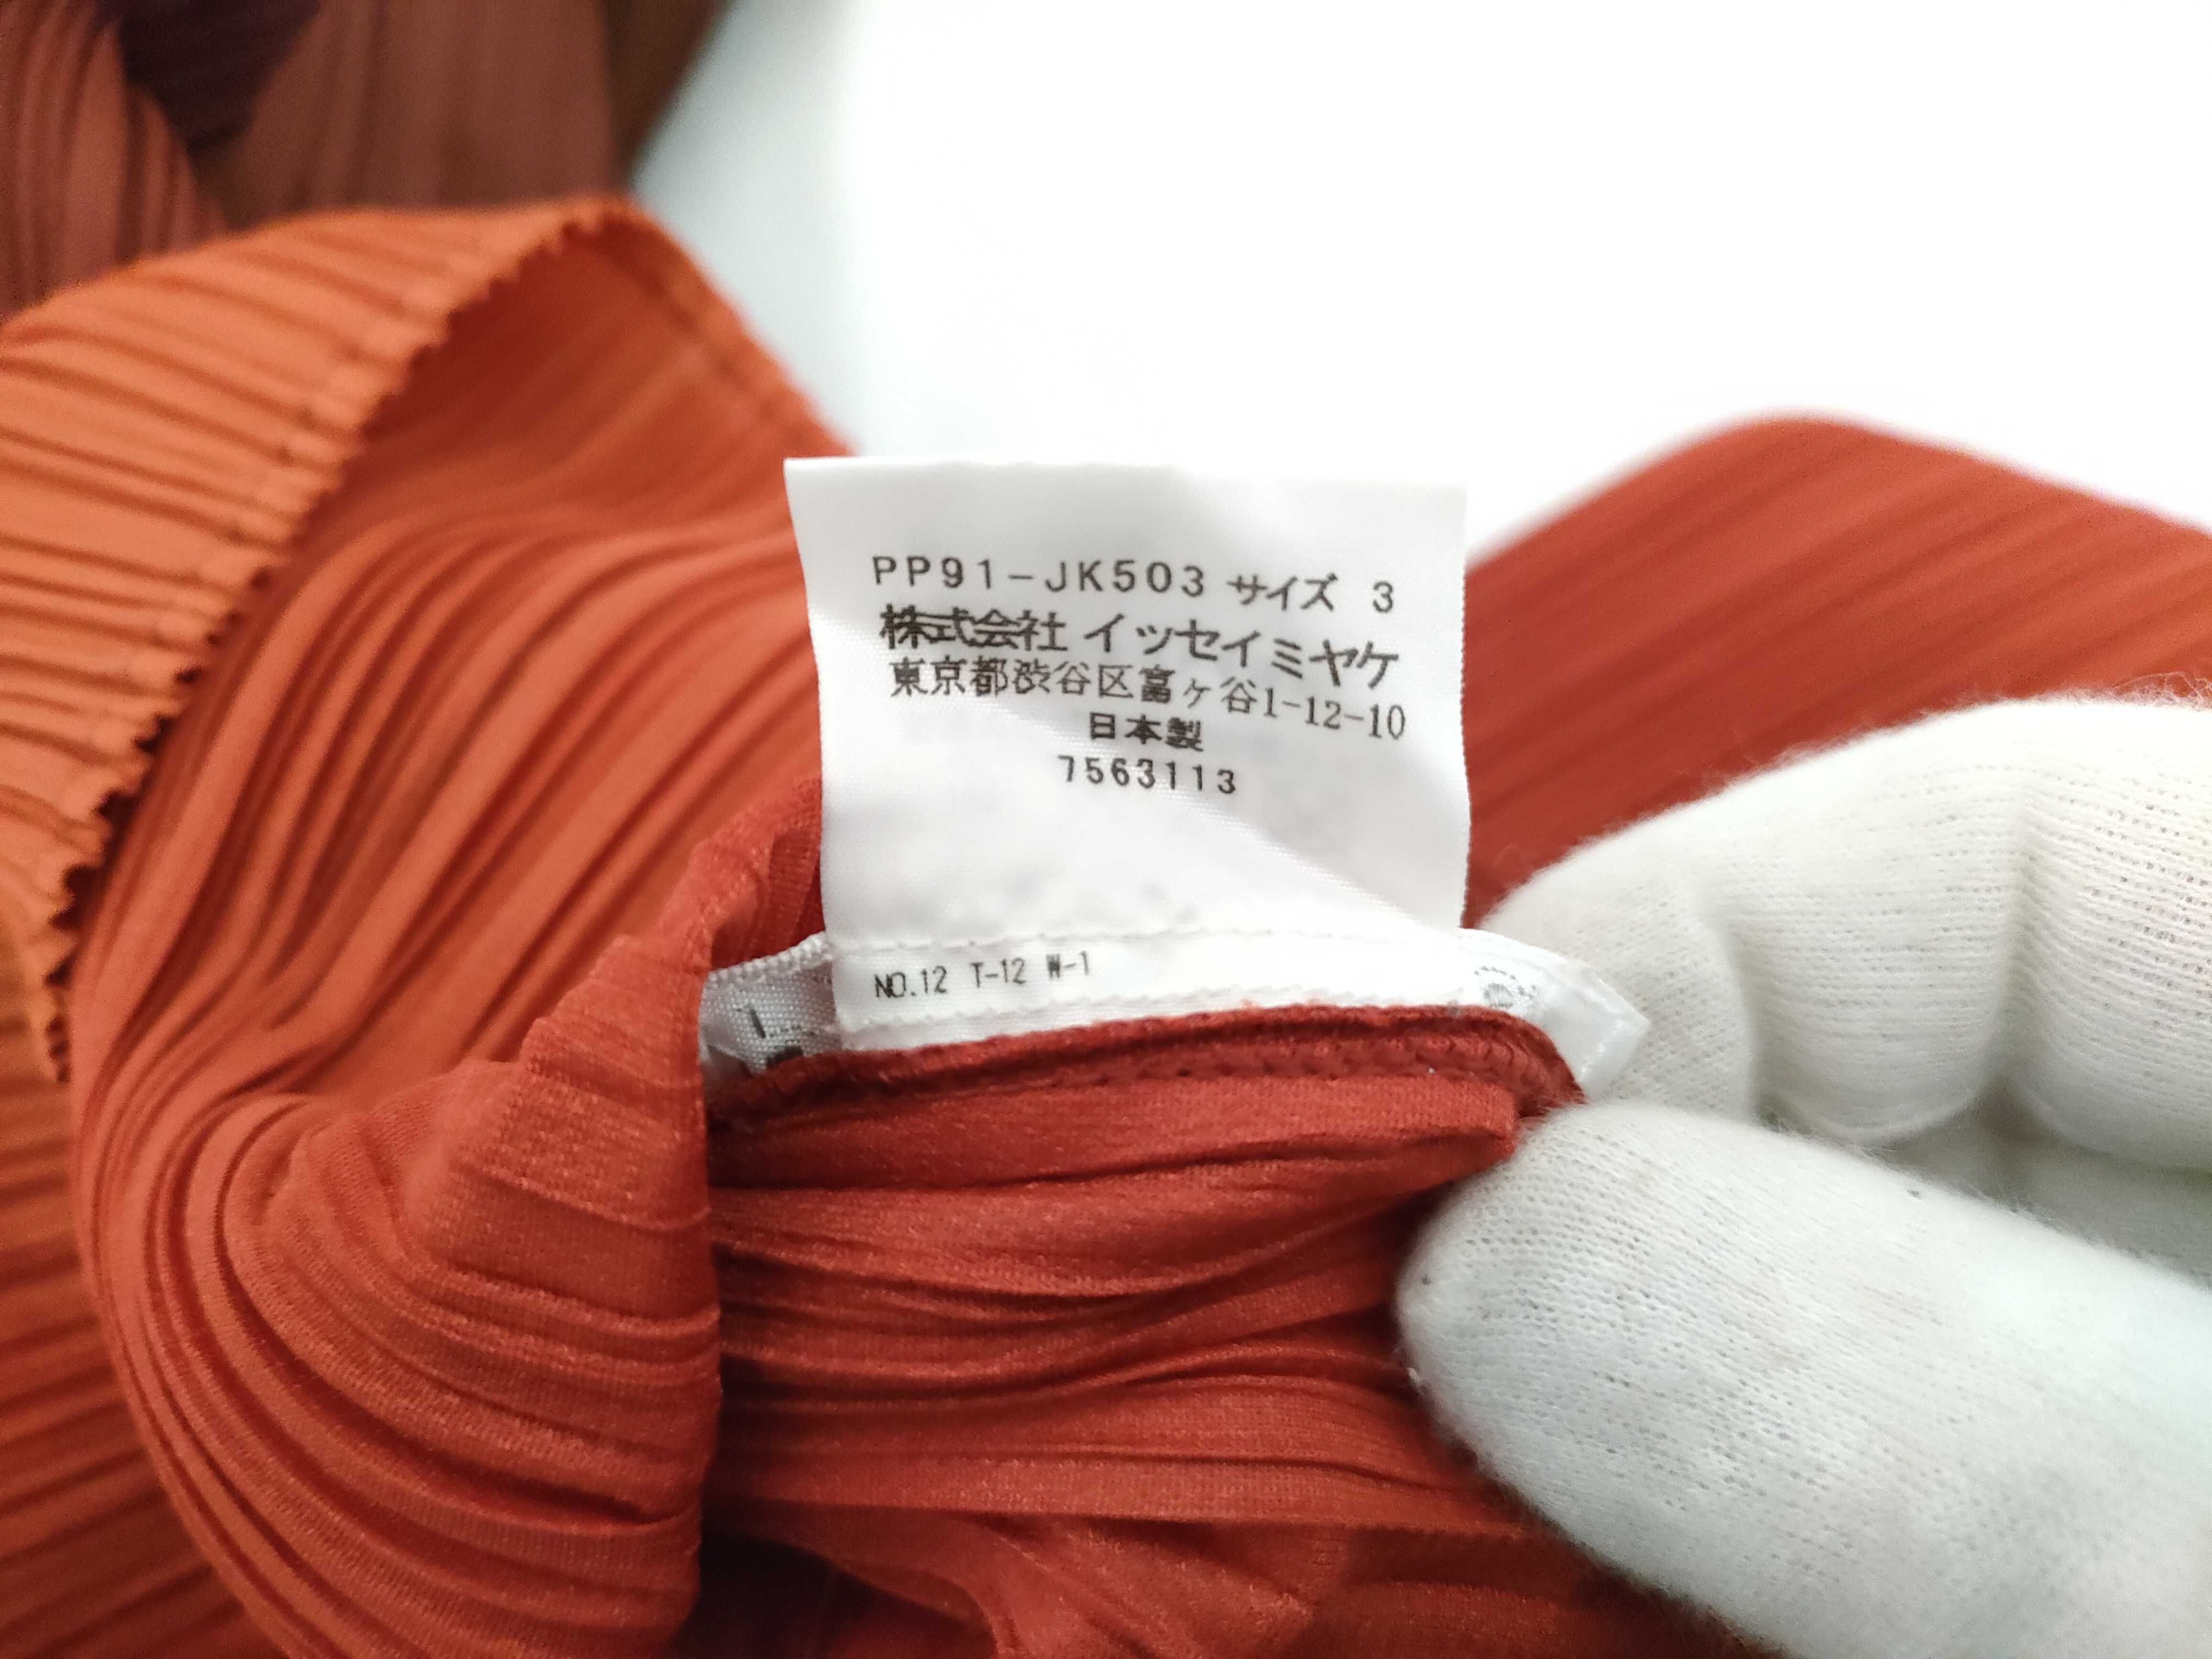 PP91-JK503 サイズ 3
株式会社 イッセイミヤケ
東京都渋谷区富ヶ谷1-12-10
日本製
7563113
NO.12 T-12 W-1